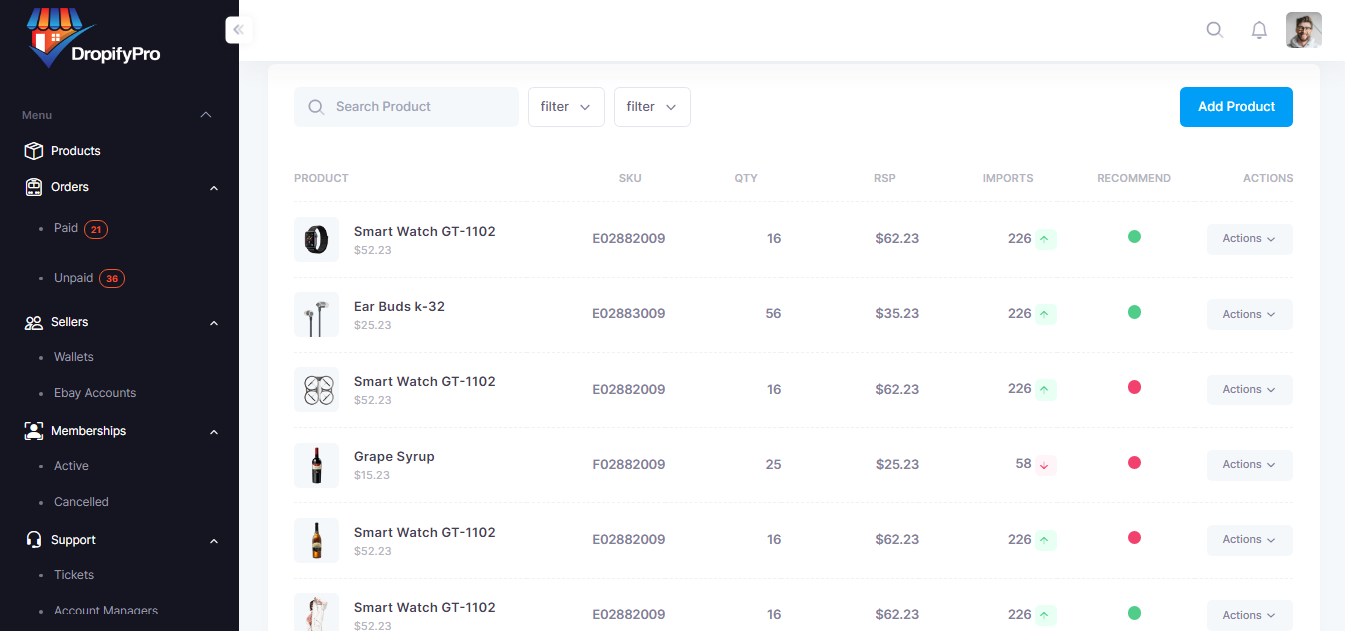 DropifyPro
Menu
Products
Orders
Paid 21
Unpaid 36
Sellers
Wallets
Ebay Accounts
Memberships
Active
Cancelled
Support
Tickets
Account Managers
Search Product
filter
filter
Add Product
PRODUCT SKU QTY RSP IMPORTS RECOMMEND ACTIONS
Smart Watch GT-1102
$52.23
E02882009 16 $62.23 226 Actions
Ear Buds k-32
$25.23
E02883009 56 $35.23 226 Actions
Smart Watch GT-1102
$52.23
E02882009 16 $62.23 226 Actions
Grape Syrup
$15.23
F02882009 25 $25.23 58 Actions
Smart Watch GT-1102
$52.23
E02882009 16 $62.23 226 Actions
Smart Watch GT-1102
$52.23
E02882009 16 $62.23 226 Actions